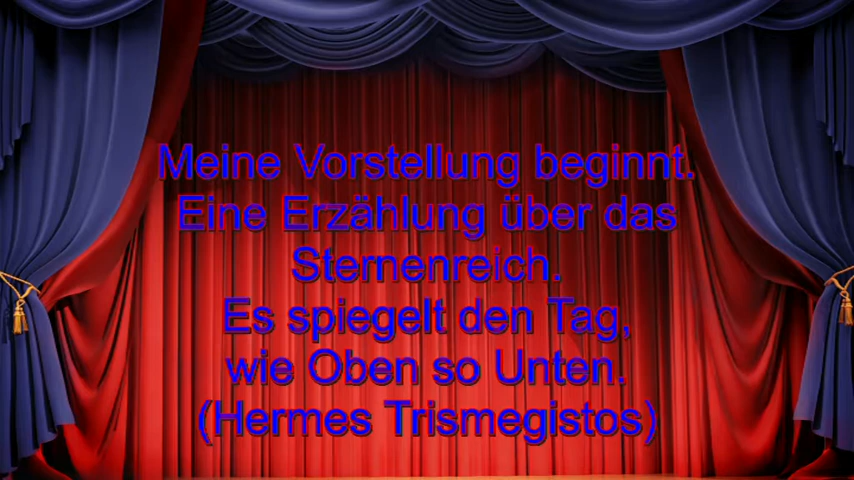 Meine Vorstellung beginnt.
Eine Erzählung über das
Sternenreich.
Es spiegelt den Tag,
wie Oben so Unten.
(Hermes Trismegistos)